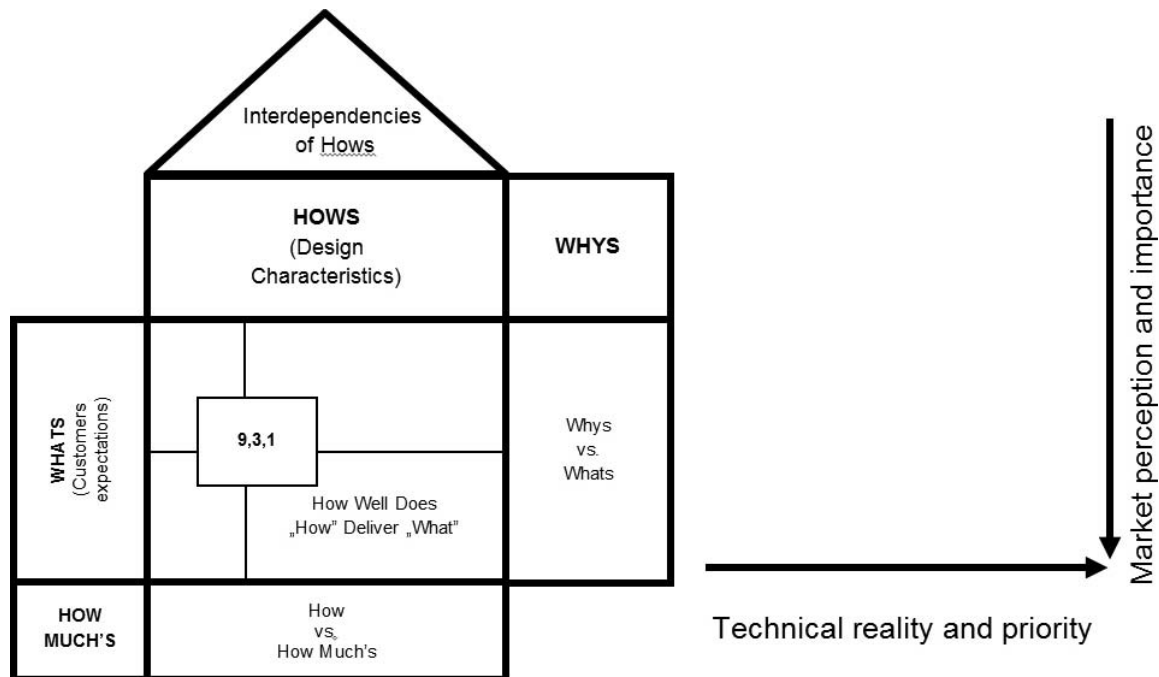 Interdependencies
of Hows
HOWS
(Design
Characteristics)
WHYS
WHATS
(Customers
expectations)
9,3,1
How Well Does
„How” Deliver „What”
Whys
vs.
Whats
HOW
MUCH'S
How
vs.
How Much's
Market perception and importance
Technical reality and priority